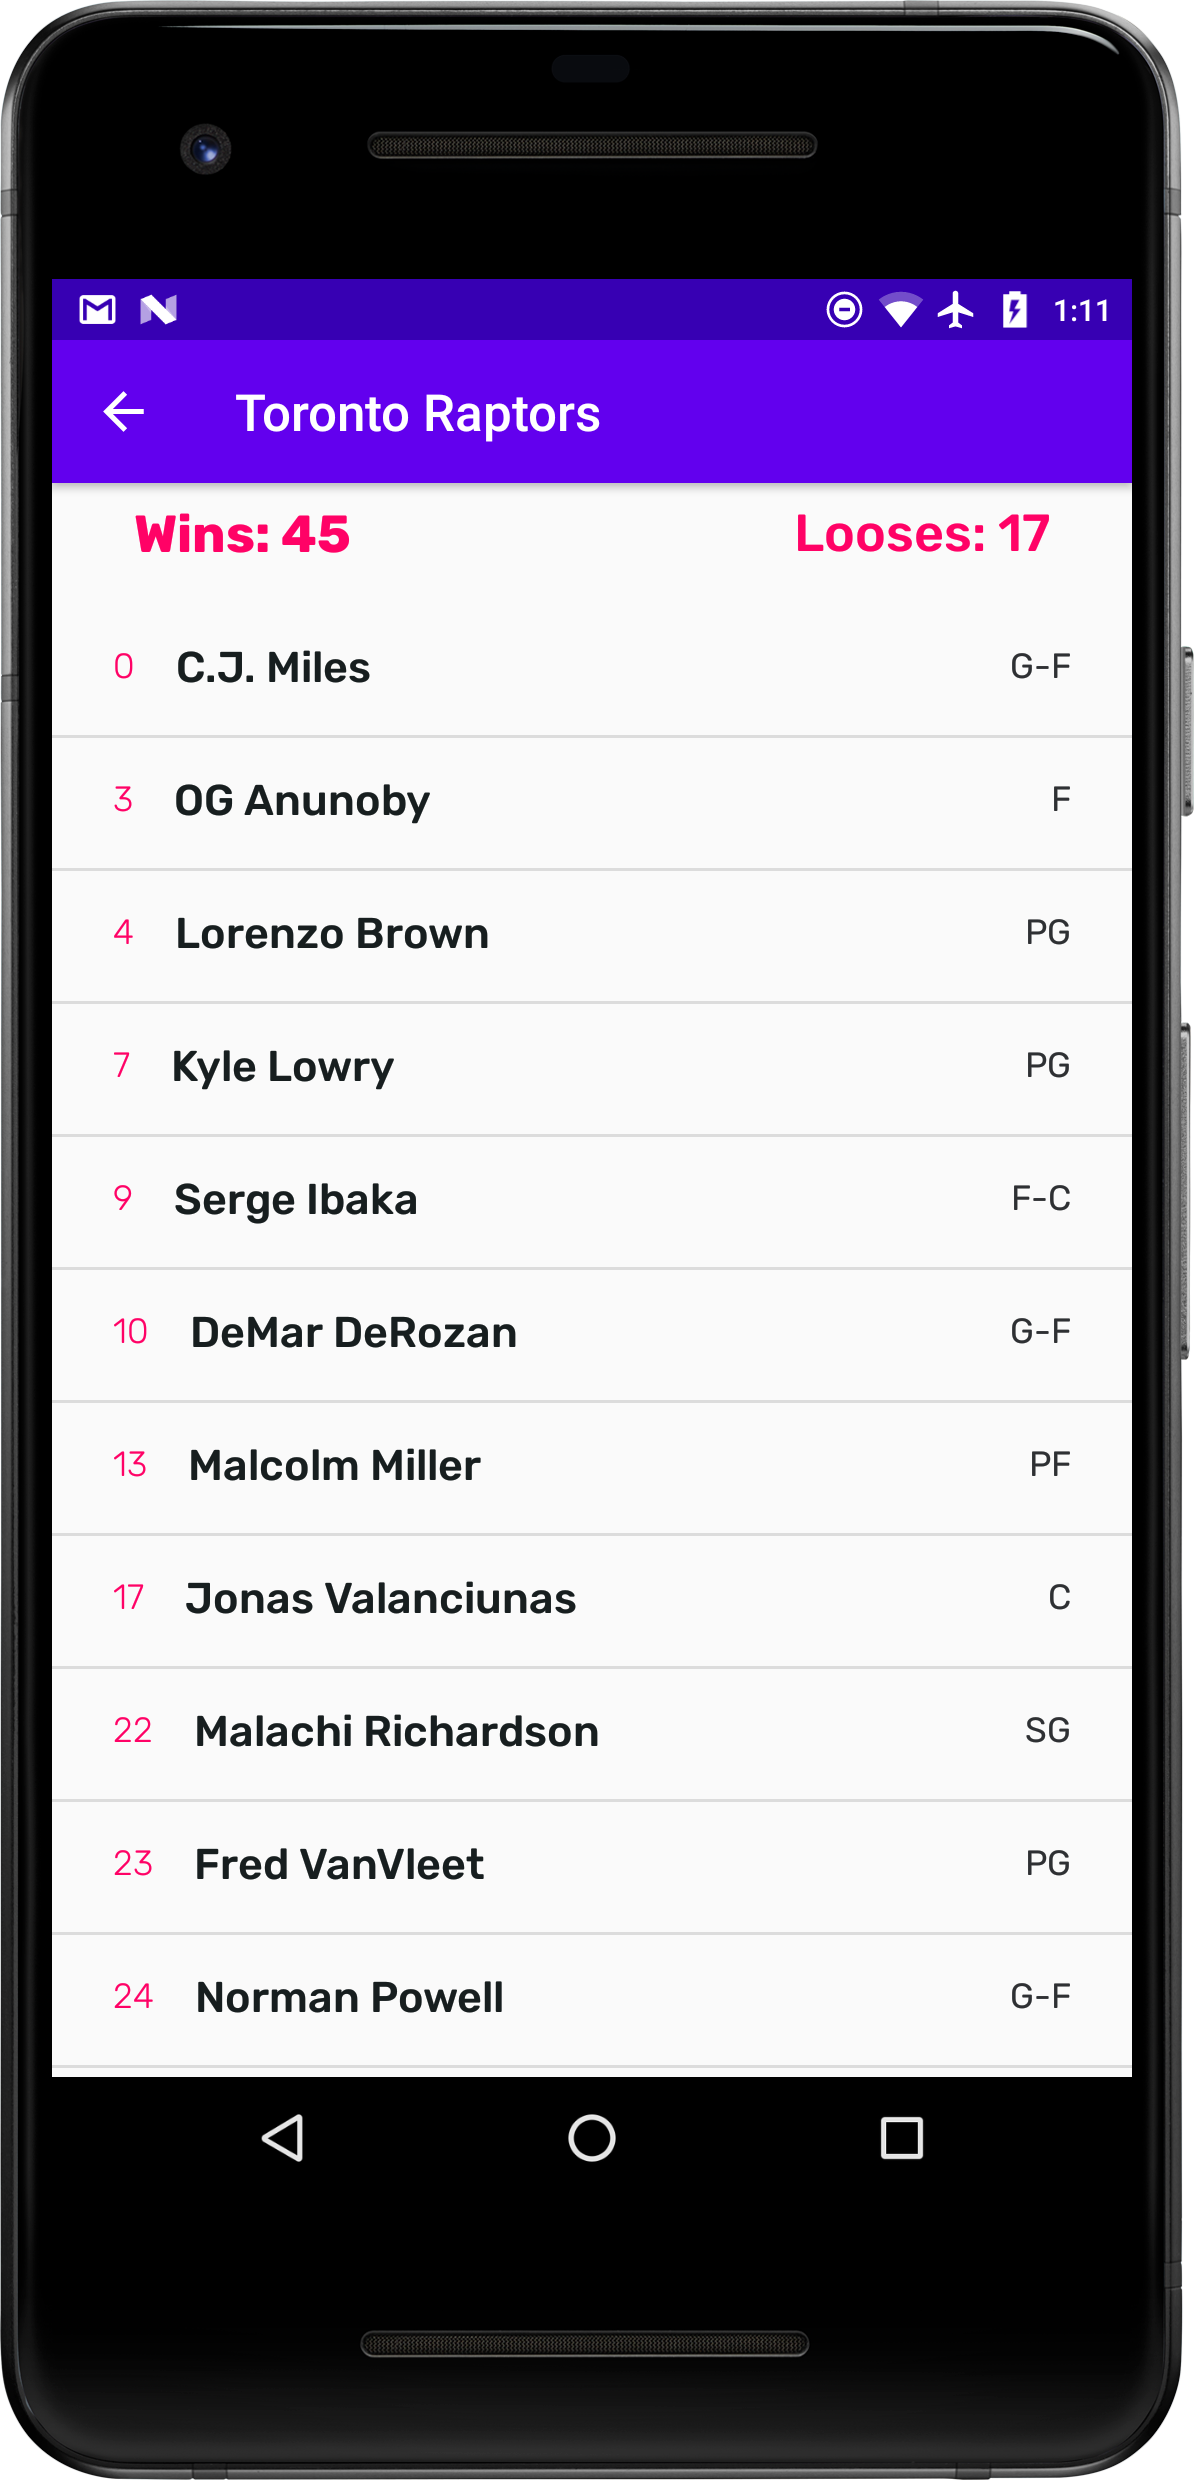 1:11
Toronto Raptors
Wins: 45 Looses: 17
0 C.J. Miles G-F
3 OG Anunoby F
4 Lorenzo Brown PG
7 Kyle Lowry PG
9 Serge Ibaka F-C
10 DeMar DeRozan G-F
13 Malcolm Miller PF
17 Jonas Valanciunas C
22 Malachi Richardson SG
23 Fred VanVleet PG
24 Norman Powell G-F